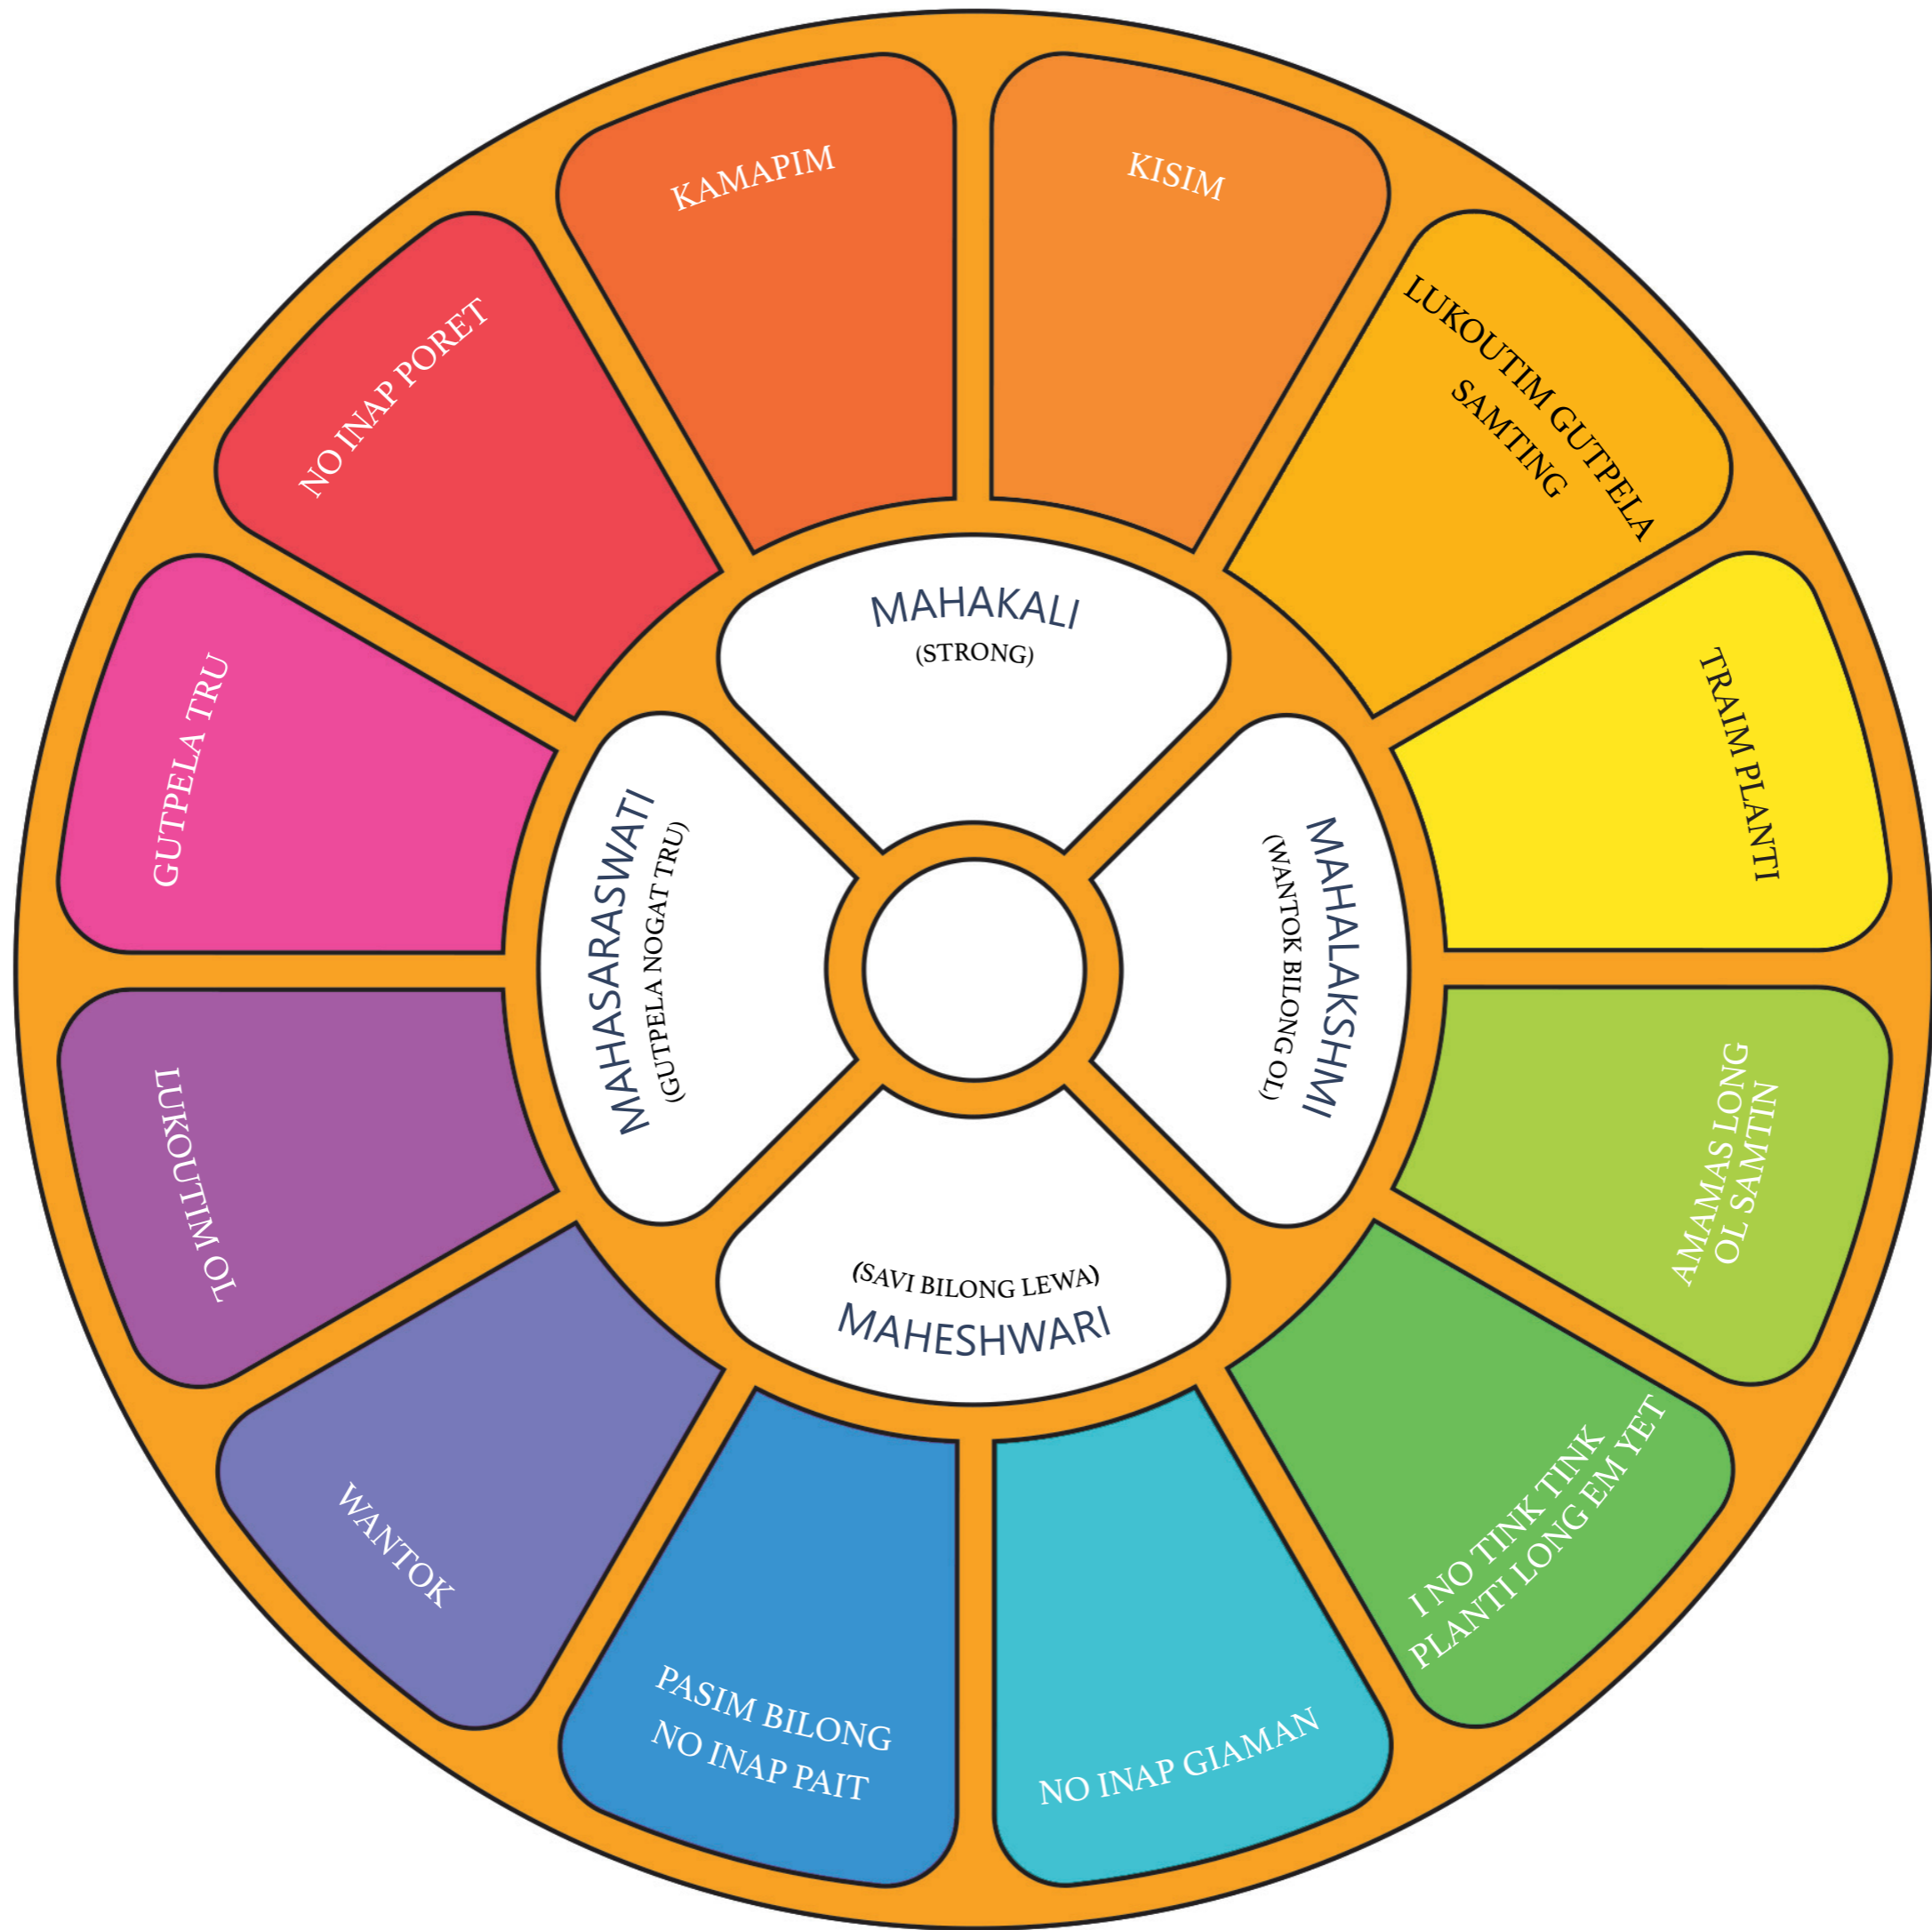 KAMAPIM
KISIM
LUKOUTIM GUTPELA
SAMTING
TRAIM PLANTI
AMAMAS LONG
OL SAMTIN
I NO TINK TINK
PLANTI LONG EM YET
NO INAP GIAMAN
PASIM BILONG
NO INAP PAIT
WANTOK
LUKOUTIM OL
GUTPELA TRU
NO INAP PORET
MAHAKALI
(STRONG)
MAHALAKSHMI
(WANTOK BILONG OL)
(SAVI BILONG LEWA)
MAHESHWARI
MAHASARASWATI
(GUTPELA NOGAT TRU)